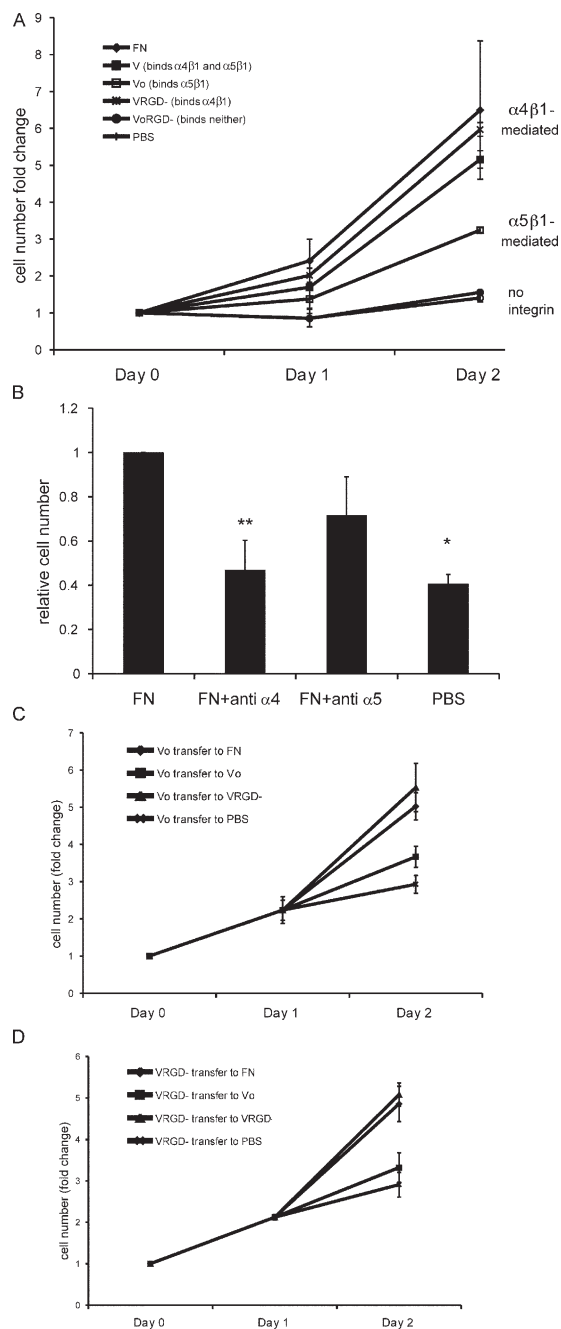 A
9
8
7
6
5
4
3
2
1
0
cell number fold change
FN
V (binds α4β1 and α5β1)
Vo (binds α5β1)
VRGD- (binds α4β1)
VoRGD- (binds neither)
PBS
α4β1-
mediated
α5β1-
mediated
no
integrin
Day 0
Day 1
Day 2
B
1.2
1
0.8
0.6
0.4
0.2
0
relative cell number
**
*
FN
FN+anti α4
FN+anti α5
PBS
C
7
6
5
4
3
2
1
0
cell number (fold change)
Vo transfer to FN
Vo transfer to Vo
Vo transfer to VRGD-
Vo transfer to PBS
Day 0
Day 1
Day 2
D
6
5
4
3
2
1
0
cell number (fold change)
VRGD- transfer to FN
VRGD- transfer to Vo
VRGD- transfer to VRGD-
VRGD- transfer to PBS
Day 0
Day 1
Day 2